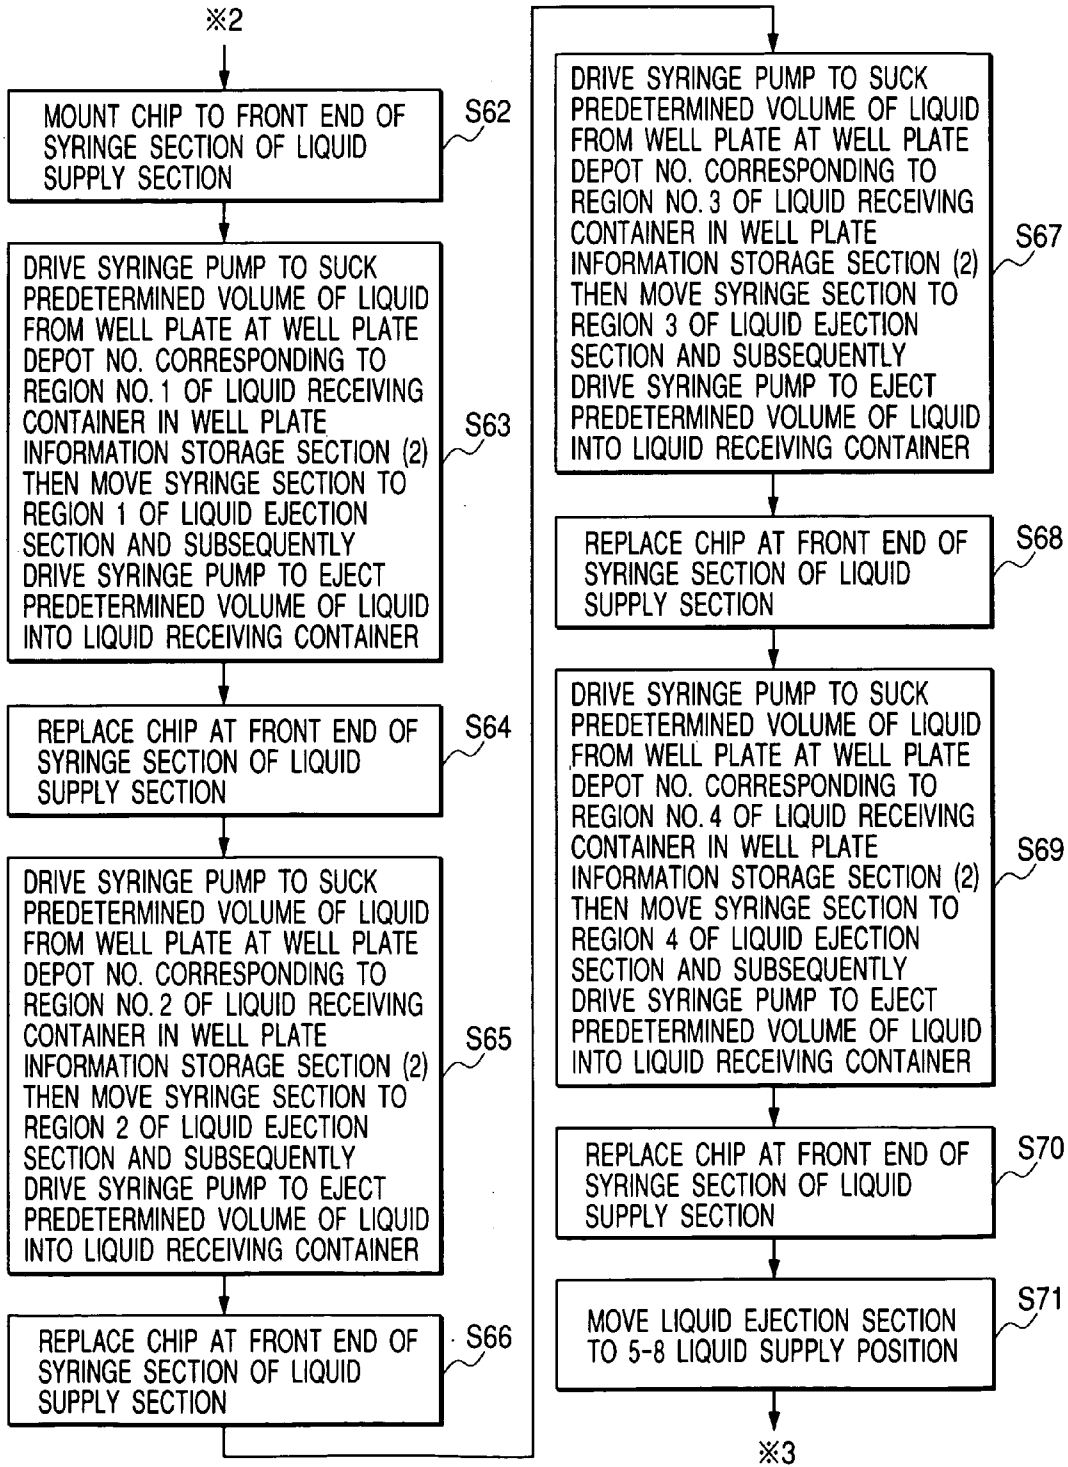 ※2
MOUNT CHIP TO FRONT END OF
SYRINGE SECTION OF LIQUID
SUPPLY SECTION
S62
DRIVE SYRINGE PUMP TO SUCK
PREDETERMINED VOLUME OF LIQUID
FROM WELL PLATE AT WELL PLATE
DEPOT NO. CORRESPONDING TO
REGION NO. 1 OF LIQUID RECEIVING
CONTAINER IN WELL PLATE
INFORMATION STORAGE SECTION (2)
THEN MOVE SYRINGE SECTION TO
REGION 1 OF LIQUID EJECTION
SECTION AND SUBSEQUENTLY
DRIVE SYRINGE PUMP TO EJECT
PREDETERMINED VOLUME OF LIQUID
INTO LIQUID RECEIVING CONTAINER
S63
REPLACE CHIP AT FRONT END OF
SYRINGE SECTION OF LIQUID
SUPPLY SECTION
S64
DRIVE SYRINGE PUMP TO SUCK
PREDETERMINED VOLUME OF LIQUID
FROM WELL PLATE AT WELL PLATE
DEPOT NO. CORRESPONDING TO
REGION NO. 2 OF LIQUID RECEIVING
CONTAINER IN WELL PLATE
INFORMATION STORAGE SECTION (2)
THEN MOVE SYRINGE SECTION TO
REGION 2 OF LIQUID EJECTION
SECTION AND SUBSEQUENTLY
DRIVE SYRINGE PUMP TO EJECT
PREDETERMINED VOLUME OF LIQUID
INTO LIQUID RECEIVING CONTAINER
S65
REPLACE CHIP AT FRONT END OF
SYRINGE SECTION OF LIQUID
SUPPLY SECTION
S66
DRIVE SYRINGE PUMP TO SUCK
PREDETERMINED VOLUME OF LIQUID
FROM WELL PLATE AT WELL PLATE
DEPOT NO. CORRESPONDING TO
REGION NO. 3 OF LIQUID RECEIVING
CONTAINER IN WELL PLATE
INFORMATION STORAGE SECTION (2)
THEN MOVE SYRINGE SECTION TO
REGION 3 OF LIQUID EJECTION
SECTION AND SUBSEQUENTLY
DRIVE SYRINGE PUMP TO EJECT
PREDETERMINED VOLUME OF LIQUID
INTO LIQUID RECEIVING CONTAINER
S67
REPLACE CHIP AT FRONT END OF
SYRINGE SECTION OF LIQUID
SUPPLY SECTION
S68
DRIVE SYRINGE PUMP TO SUCK
PREDETERMINED VOLUME OF LIQUID
FROM WELL PLATE AT WELL PLATE
DEPOT NO. CORRESPONDING TO
REGION NO. 4 OF LIQUID RECEIVING
CONTAINER IN WELL PLATE
INFORMATION STORAGE SECTION (2)
THEN MOVE SYRINGE SECTION TO
REGION 4 OF LIQUID EJECTION
SECTION AND SUBSEQUENTLY
DRIVE SYRINGE PUMP TO EJECT
PREDETERMINED VOLUME OF LIQUID
INTO LIQUID RECEIVING CONTAINER
S69
REPLACE CHIP AT FRONT END OF
SYRINGE SECTION OF LIQUID
SUPPLY SECTION
S70
MOVE LIQUID EJECTION SECTION
TO 5-8 LIQUID SUPPLY POSITION
S71
※3